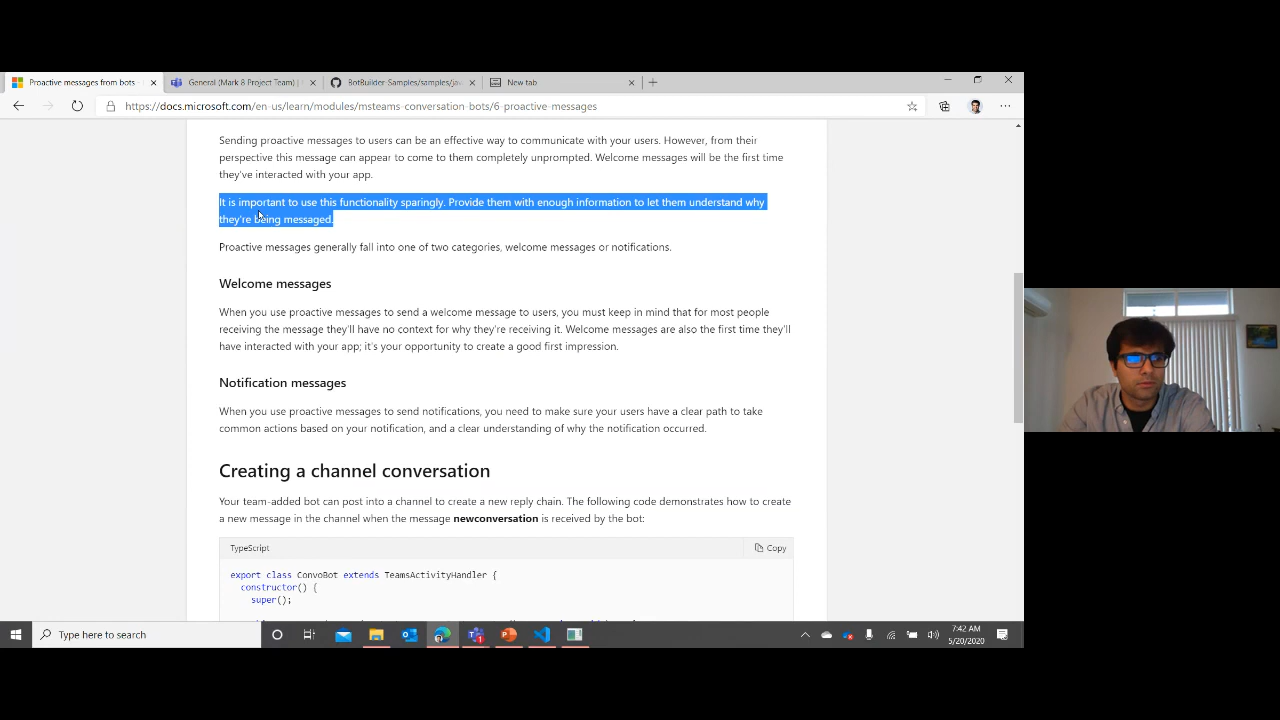 Proactive messages from bots -
General (Mark 8 Project Team) |
BotBuilder-Samples/samples/jav
New tab
https://docs.microsoft.com/en-us/learn/modules/msteams-conversation-bots/6-proactive-messages
Sending proactive messages to users can be an effective way to communicate with your users. However, from their
perspective this message can appear to come to them completely unprompted. Welcome messages will be the first time
they've interacted with your app.
It is important to use this functionality sparingly. Provide them with enough information to let them understand why
they're being messaged.
Proactive messages generally fall into one of two categories, welcome messages or notifications.
Welcome messages
When you use proactive messages to send a welcome message to users, you must keep in mind that for most people
receiving the message they'll have no context for why they're receiving it. Welcome messages are also the first time they'll
have interacted with your app; it's your opportunity to create a good first impression.
Notification messages
When you use proactive messages to send notifications, you need to make sure your users have a clear path to take
common actions based on your notification, and a clear understanding of why the notification occurred.
Creating a channel conversation
Your team-added bot can post into a channel to create a new reply chain. The following code demonstrates how to create
a new message in the channel when the message newconversation is received by the bot:
TypeScript
Copy
export class ConvoBot extends TeamsActivityHandler {
constructor() {
super();
Type here to search
7:42 AM
5/20/2020